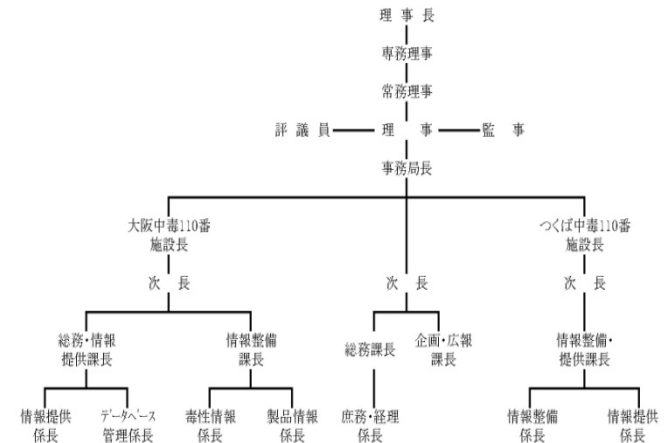 理 事 長
専務理事
常務理事
評 議 員 理 事 監 事
事務局長
大阪中毒110番
施設長
つくば中毒110番
施設長
次 長 次 長 次 長
総務・情報
提供課長
情報整備
課長
総務課長
企画・広報
課長
情報整備・
提供課長
情報提供
係長
データベース
管理係長
毒性情報
係長
製品情報
係長
庶務・経理
係長
情報整備
係長
情報提供
係長